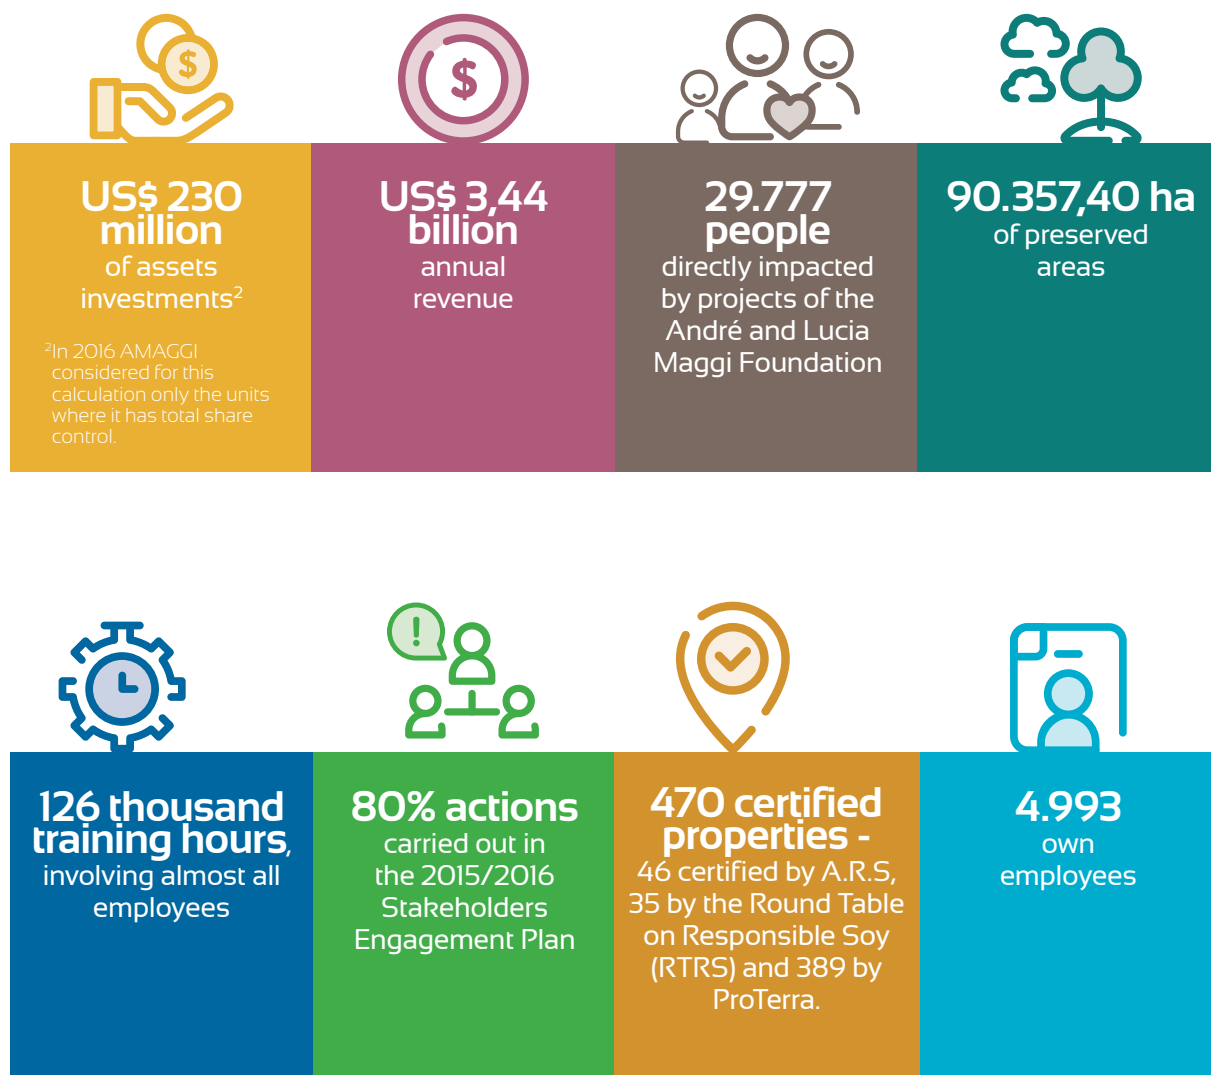 US$ 230
million
of assets
investments²
²In 2016 AMAGGI
considered for this
calculation only the units
where it has total share
control.
US$ 3,44
billion
annual
revenue
29.777
people
directly impacted
by projects of the
André and Lucia
Maggi Foundation
90.357,40 ha
of preserved
areas
126 thousand
training hours,
involving almost all
employees
80% actions
carried out in
the 2015/2016
Stakeholders
Engagement Plan
470 certified
properties -
46 certified by A.R.S,
35 by the Round Table
on Responsible Soy
(RTRS) and 389 by
ProTerra.
4.993
own
employees